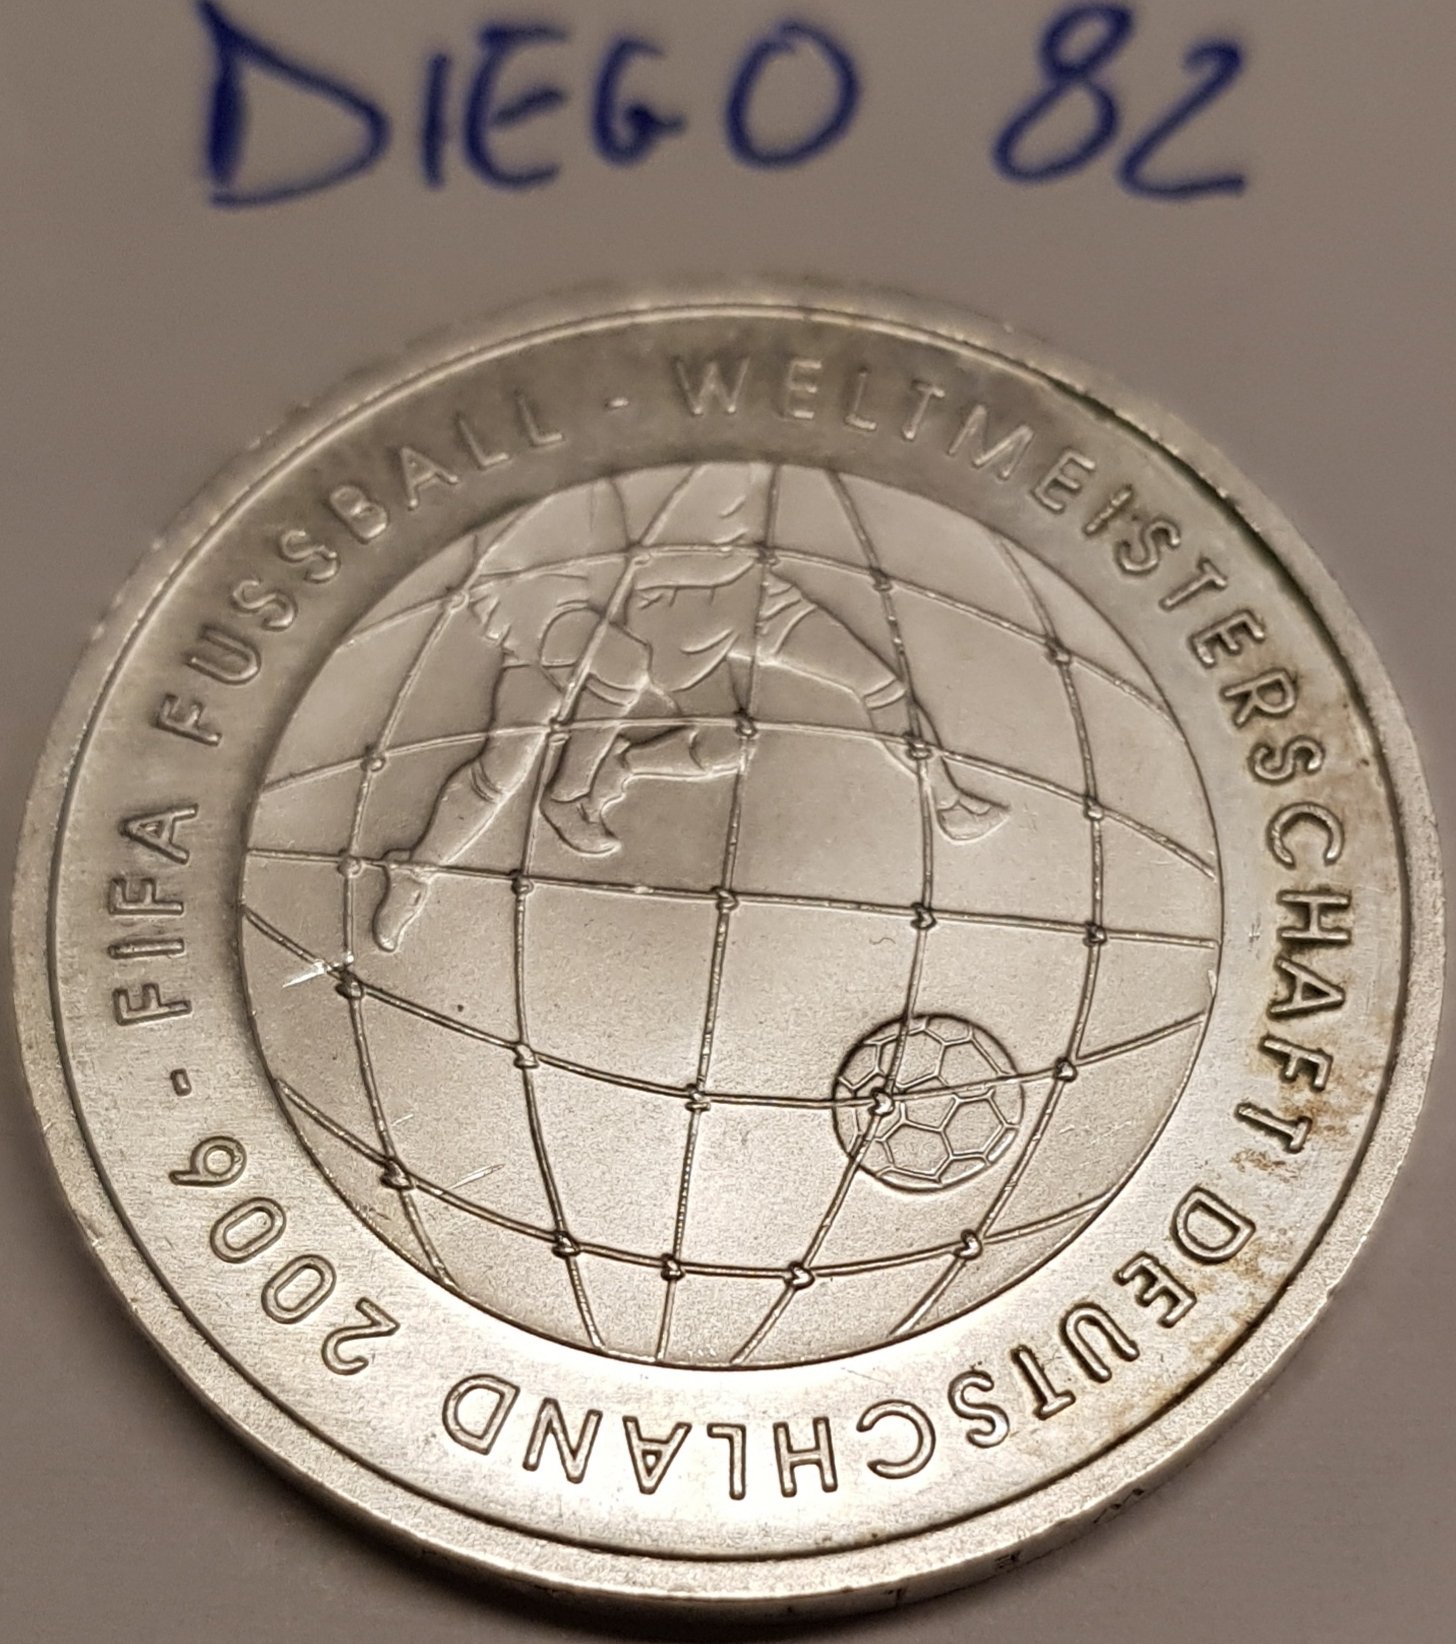 DIEGO 82
FIFA FUSSBALL - WELTMEISTERSCHAFT DEUTSCHLAND 2006 -